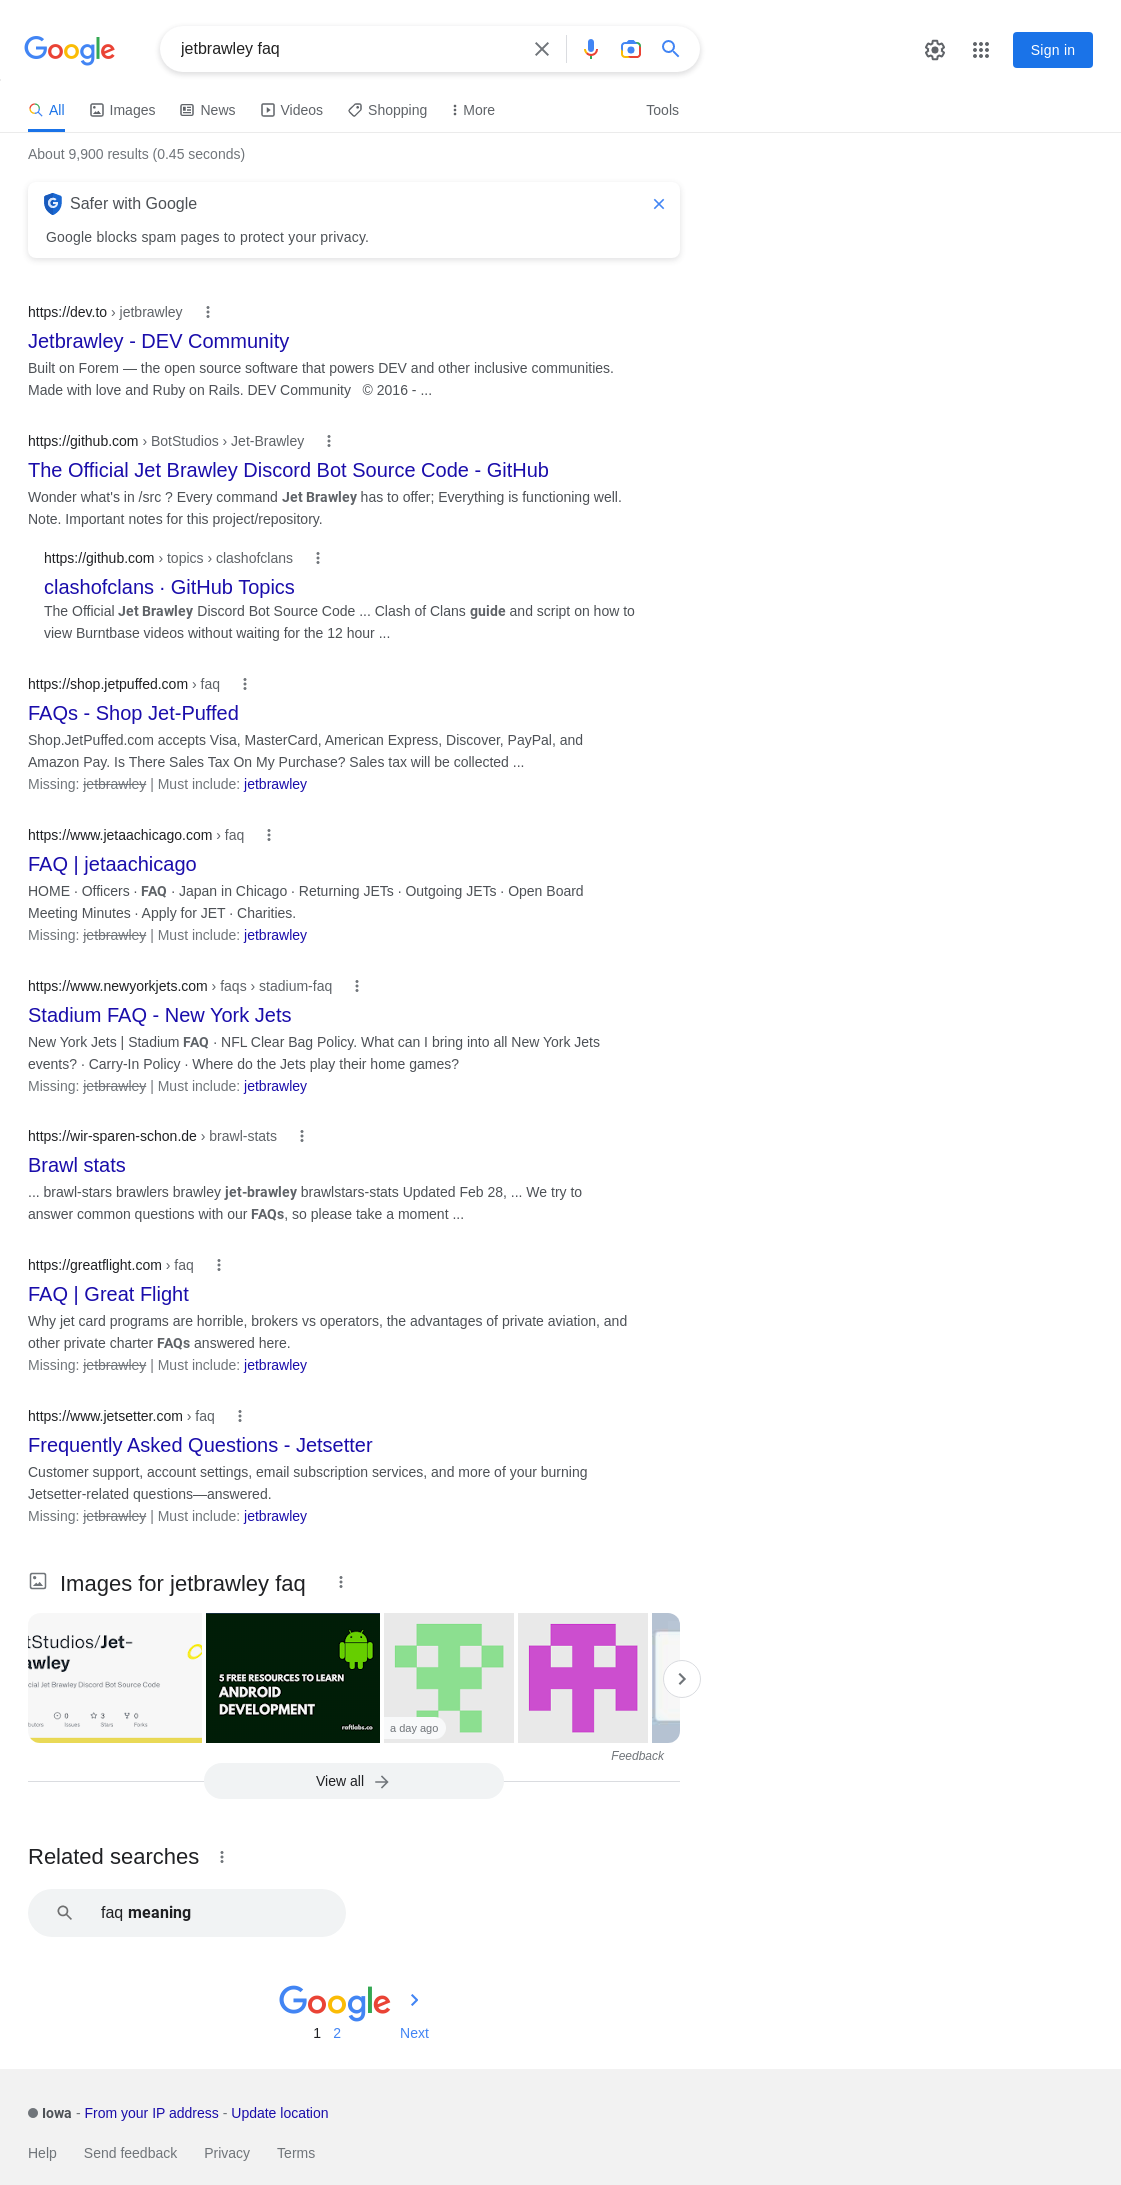 Google
jetbrawley faq
Sign in
All Images News Videos Shopping More Tools
About 9,900 results (0.45 seconds)
Safer with Google
Google blocks spam pages to protect your privacy.
https://dev.to › jetbrawley
Jetbrawley - DEV Community
Built on Forem — the open source software that powers DEV and other inclusive communities.
Made with love and Ruby on Rails. DEV Community © 2016 - ...
https://github.com › BotStudios › Jet-Brawley
The Official Jet Brawley Discord Bot Source Code - GitHub
Wonder what's in /src ? Every command Jet Brawley has to offer; Everything is functioning well.
Note. Important notes for this project/repository.
https://github.com › topics › clashofclans
clashofclans · GitHub Topics
The Official Jet Brawley Discord Bot Source Code ... Clash of Clans guide and script on how to
view Burntbase videos without waiting for the 12 hour ...
https://shop.jetpuffed.com › faq
FAQs - Shop Jet-Puffed
Shop.JetPuffed.com accepts Visa, MasterCard, American Express, Discover, PayPal, and
Amazon Pay. Is There Sales Tax On My Purchase? Sales tax will be collected ...
Missing: jetbrawley | Must include: jetbrawley
https://www.jetaachicago.com › faq
FAQ | jetaachicago
HOME · Officers · FAQ · Japan in Chicago · Returning JETs · Outgoing JETs · Open Board
Meeting Minutes · Apply for JET · Charities.
Missing: jetbrawley | Must include: jetbrawley
https://www.newyorkjets.com › faqs › stadium-faq
Stadium FAQ - New York Jets
New York Jets | Stadium FAQ · NFL Clear Bag Policy. What can I bring into all New York Jets
events? · Carry-In Policy · Where do the Jets play their home games?
Missing: jetbrawley | Must include: jetbrawley
https://wir-sparen-schon.de › brawl-stats
Brawl stats
... brawl-stars brawlers brawley jet-brawley brawlstars-stats Updated Feb 28, ... We try to
answer common questions with our FAQs, so please take a moment ...
https://greatflight.com › faq
FAQ | Great Flight
Why jet card programs are horrible, brokers vs operators, the advantages of private aviation, and
other private charter FAQs answered here.
Missing: jetbrawley | Must include: jetbrawley
https://www.jetsetter.com › faq
Frequently Asked Questions - Jetsetter
Customer support, account settings, email subscription services, and more of your burning
Jetsetter-related questions—answered.
Missing: jetbrawley | Must include: jetbrawley
Images for jetbrawley faq
tStudios/Jet-
awley
cial Jet Brawley Discord Bot Source Code
0 3 0
butors Issues Stars Forks
5 FREE RESOURCES TO LEARN
ANDROID
DEVELOPMENT
raftlabs.co
a day ago
Feedback
View all
Related searches
faq meaning
Google
1 2 Next
Iowa - From your IP address - Update location
Help Send feedback Privacy Terms